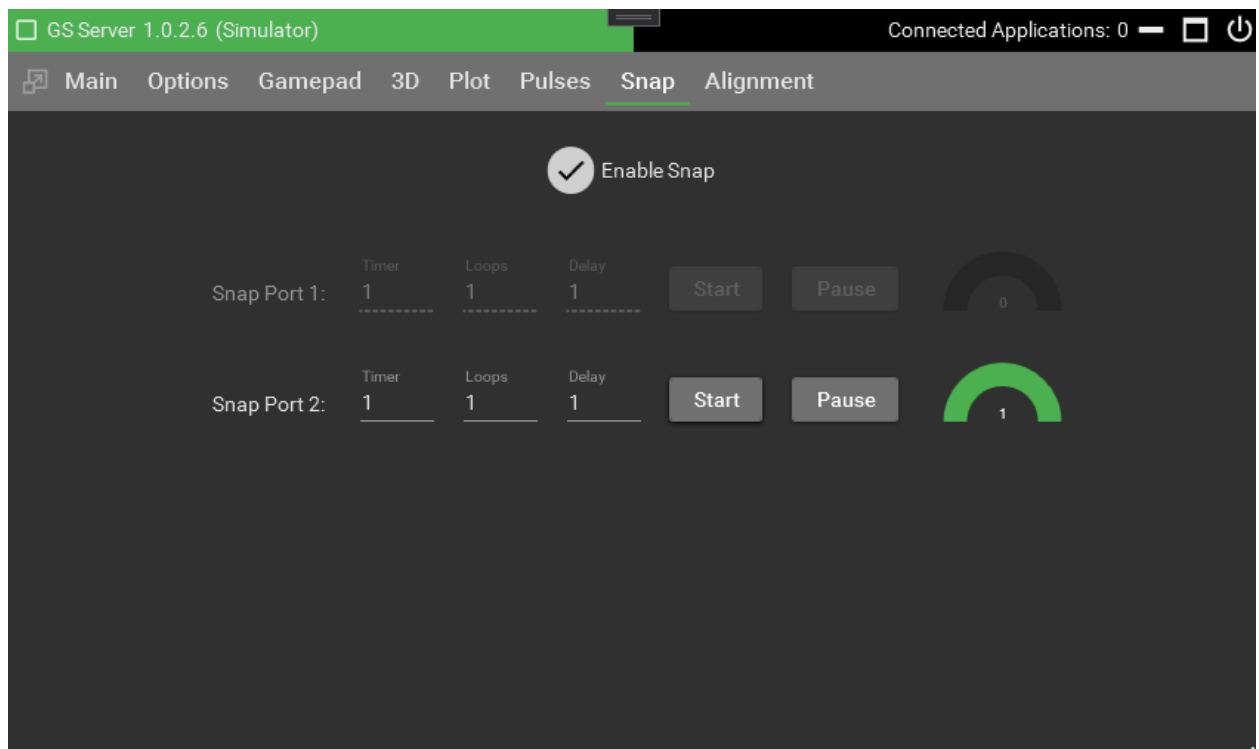 GS Server 1.0.2.6 (Simulator) Connected Applications: 0
Main Options Gamepad 3D Plot Pulses Snap Alignment
Enable Snap
Timer Loops Delay
Snap Port 1: 1 1 1 Start Pause 0
Timer Loops Delay
Snap Port 2: 1 1 1 Start Pause 1